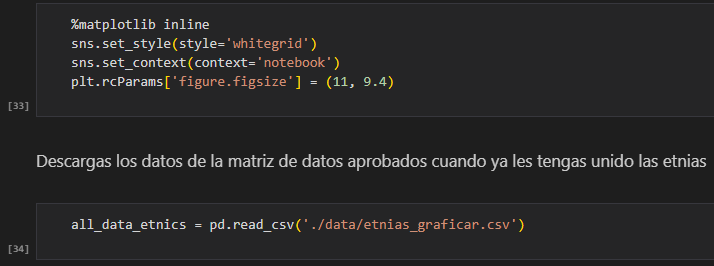 %matplotlib inline
sns.set_style(style='whitegrid')
sns.set_context(context='notebook')
plt.rcParams['figure.figsize'] = (11, 9.4)
[33]
Descargas los datos de la matriz de datos aprobados cuando ya les tengas unido las etnias
all_data_etnics = pd.read_csv('./data/etnias_graficar.csv')
[34]